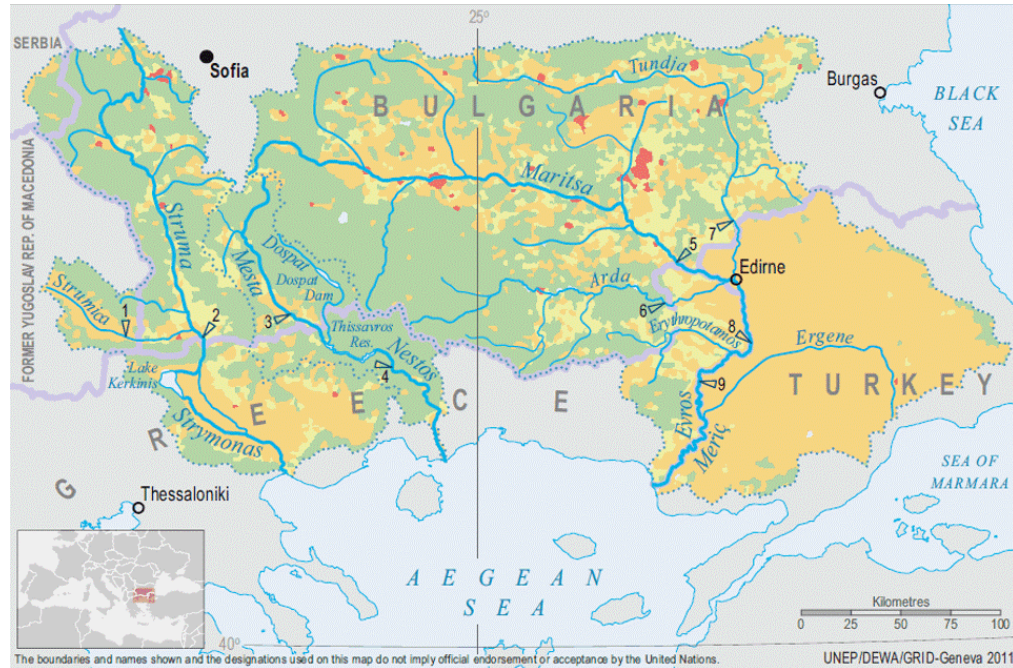 25°
SERBIA
Sofia
Tundja
Burgas
BULGARIA
BLACK
SEA
FORMER YUGOSLAV REP. OF MACEDONIA
Maritsa
Struma
Mesta
Dospat
Dospat
Dam
7
5
Edirne
Arda
Strumica
1
2
3
6
Erythropotamos
8
Thissavros
Res.
Nestos
4
Ergene
Lake
Kerkinis
9
TURKEY
GREECE
Evros
Meriç
Strymonas
SEA OF
MARMARA
Thessaloniki
AEGEAN
SEA
Kilometres
0 25 50 75 100
40°
The boundaries and names shown and the designations used on this map do not imply official endorsement or acceptance by the United Nations.
UNEP/DEWA/GRID-Geneva 2011